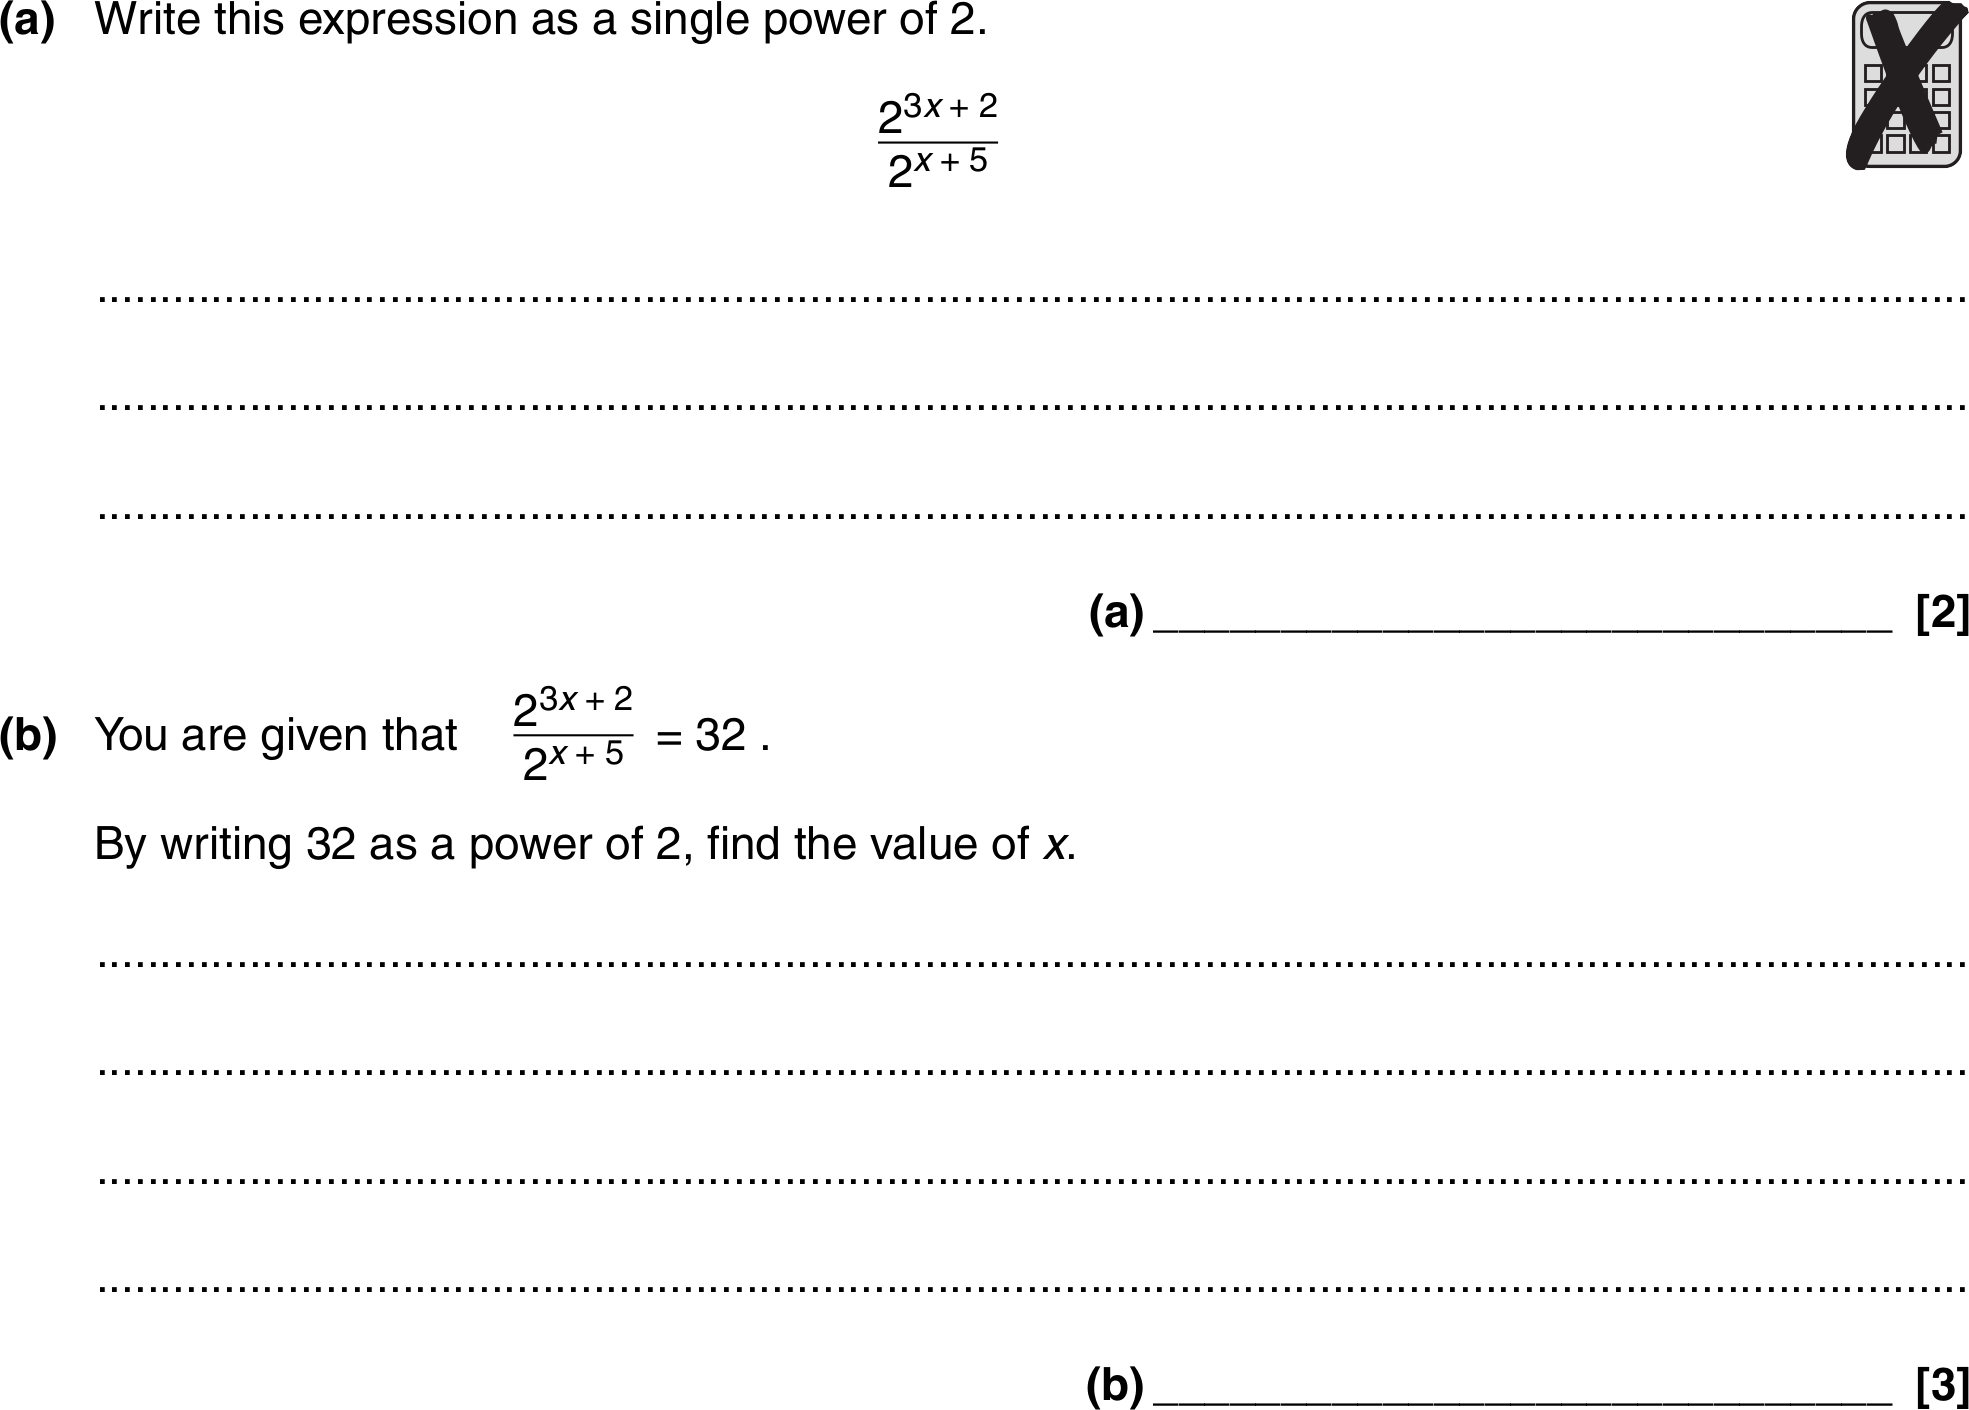 (a) Write this expression as a single power of 2.
2^{3x + 2}
2^{x + 5}
................................................................................
................................................................................
................................................................................
(a) ______________________________ [2]
(b) You are given that 2^{3x + 2} / 2^{x + 5} = 32 .
By writing 32 as a power of 2, find the value of x.
................................................................................
................................................................................
................................................................................
................................................................................
(b) ______________________________ [3]